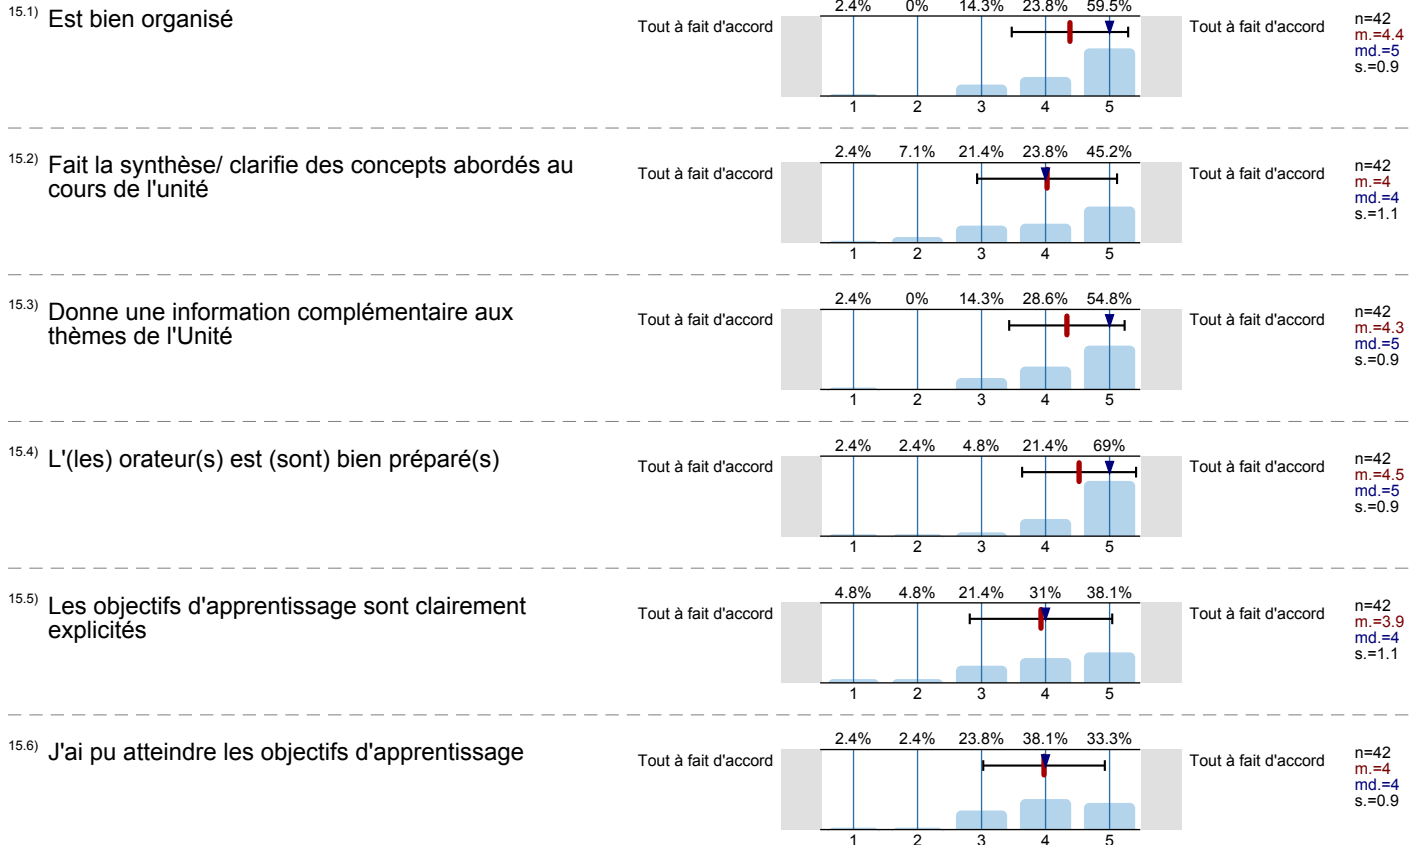 15.1) Est bien organisé
Tout à fait d'accord
2.4% 0% 14.3% 23.8% 59.5%
1 2 3 4 5
Tout à fait d'accord
n=42
m.=4.4
md.=5
s.=0.9
15.2) Fait la synthèse/ clarifie des concepts abordés au
cours de l'unité
Tout à fait d'accord
2.4% 7.1% 21.4% 23.8% 45.2%
1 2 3 4 5
Tout à fait d'accord
n=42
m.=4
md.=4
s.=1.1
15.3) Donne une information complémentaire aux
thèmes de l'Unité
Tout à fait d'accord
2.4% 0% 14.3% 28.6% 54.8%
1 2 3 4 5
Tout à fait d'accord
n=42
m.=4.3
md.=5
s.=0.9
15.4) L'(les) orateur(s) est (sont) bien préparé(s)
Tout à fait d'accord
2.4% 2.4% 4.8% 21.4% 69%
1 2 3 4 5
Tout à fait d'accord
n=42
m.=4.5
md.=5
s.=0.9
15.5) Les objectifs d'apprentissage sont clairement
explicités
Tout à fait d'accord
4.8% 4.8% 21.4% 31% 38.1%
1 2 3 4 5
Tout à fait d'accord
n=42
m.=3.9
md.=4
s.=1.1
15.6) J'ai pu atteindre les objectifs d'apprentissage
Tout à fait d'accord
2.4% 2.4% 23.8% 38.1% 33.3%
1 2 3 4 5
Tout à fait d'accord
n=42
m.=4
md.=4
s.=0.9